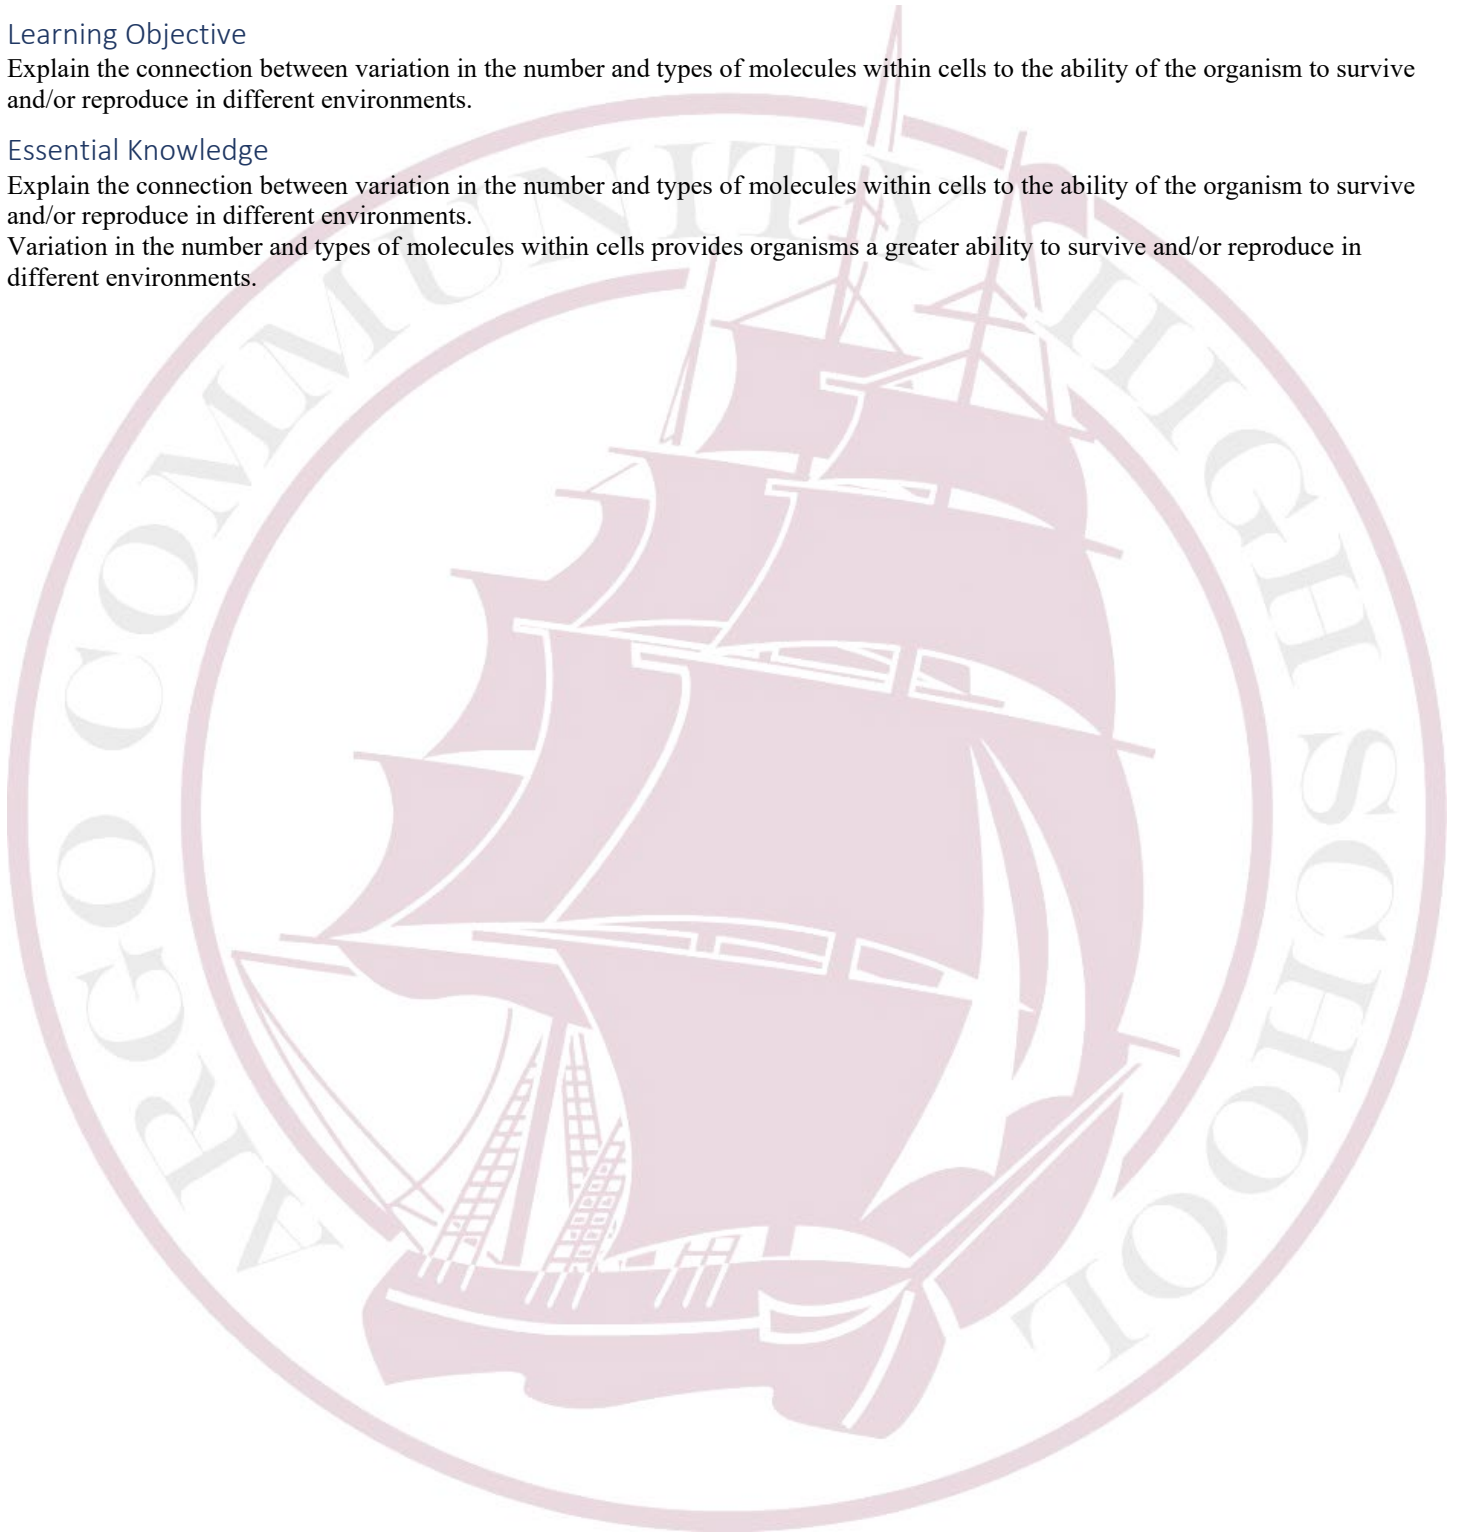 Learning Objective
Explain the connection between variation in the number and types of molecules within cells to the ability of the organism to survive
and/or reproduce in different environments.
Essential Knowledge
Explain the connection between variation in the number and types of molecules within cells to the ability of the organism to survive
and/or reproduce in different environments.
Variation in the number and types of molecules within cells provides organisms a greater ability to survive and/or reproduce in
different environments.
ARGO COMMUNITY HIGH SCHOOL